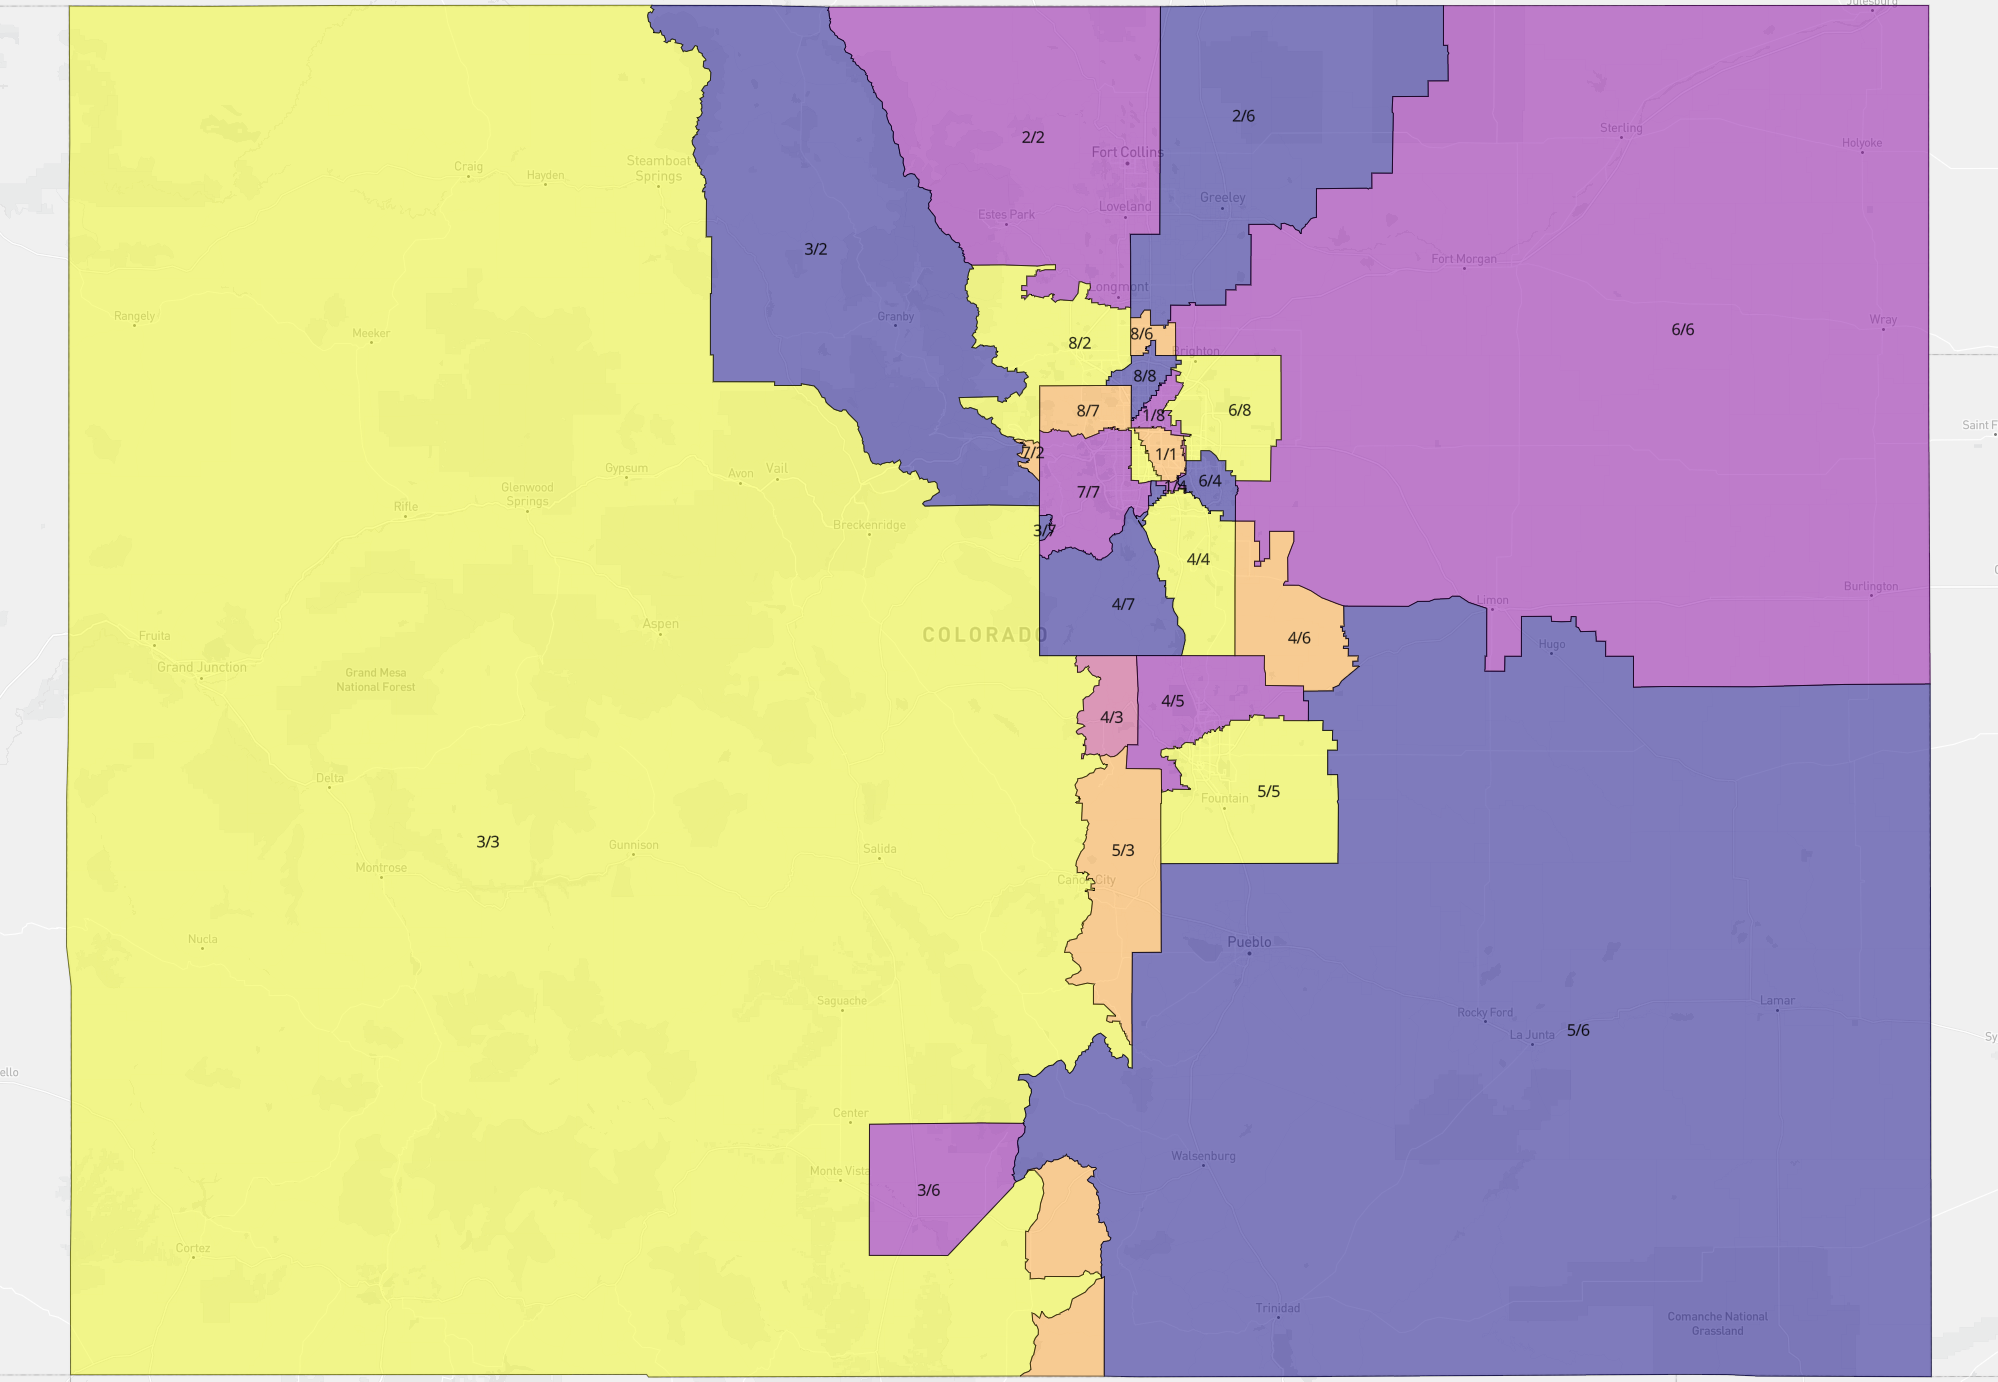 Julesburg
2/6
2/2
Sterling
Fort Collins
Holyoke
Steamboat
Springs
Craig
Hayden
Greeley
Loveland
Estes Park
3/2
Fort Morgan
Longmont
Rangely
Granby
Wray
6/6
Meeker
8/6
8/2
Brighton
8/8
8/7
6/8
1/8
Saint F
7/2
1/1
Gypsum
Vail
Avon
6/4
1/4
Glenwood
Springs
7/7
Rifle
Breckenridge
3/7
4/4
Burlington
Limon
4/7
Aspen
COLORADO
Fruita
4/6
Hugo
Grand Junction
Grand Mesa
National Forest
4/5
4/3
Delta
5/5
Fountain
3/3
Gunnison
Salida
5/3
Montrose
Cañon City
Nucla
Pueblo
Saguache
Lamar
Rocky Ford
5/6
La Junta
Sy
ello
Center
Walsenburg
Monte Vista
3/6
Cortez
Trinidad
Comanche National
Grassland